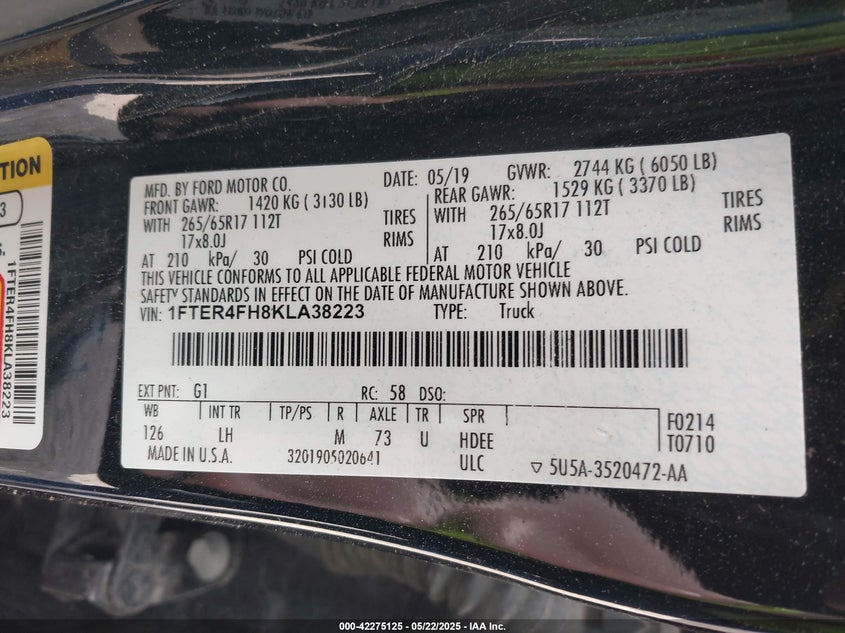 TION
3
1FTER4FH8KLA38223
MFD. BY FORD MOTOR CO. DATE: 05/19 GVWR: 2744 KG ( 6050 LB)
FRONT GAWR: 1420 KG ( 3130 LB) REAR GAWR: 1529 KG ( 3370 LB)
WITH 265/65R17 112T TIRES WITH 265/65R17 112T TIRES
17x8.0J RIMS 17x8.0J RIMS
AT 210 kPa/ 30 PSI COLD AT 210 kPa/ 30 PSI COLD
THIS VEHICLE CONFORMS TO ALL APPLICABLE FEDERAL MOTOR VEHICLE
SAFETY STANDARDS IN EFFECT ON THE DATE OF MANUFACTURE SHOWN ABOVE.
VIN: 1FTER4FH8KLA38223 TYPE: Truck
EXT PNT: G1 RC: 58 DSO:
WB INT TR TP/PS R AXLE TR SPR F0214
126 LH M 73 U HDEE T0710
MADE IN U.S.A. 3201905020641 ULC ▽ 5U5A-3520472-AA
000-42275125 - 05/22/2025 - IAA Inc.